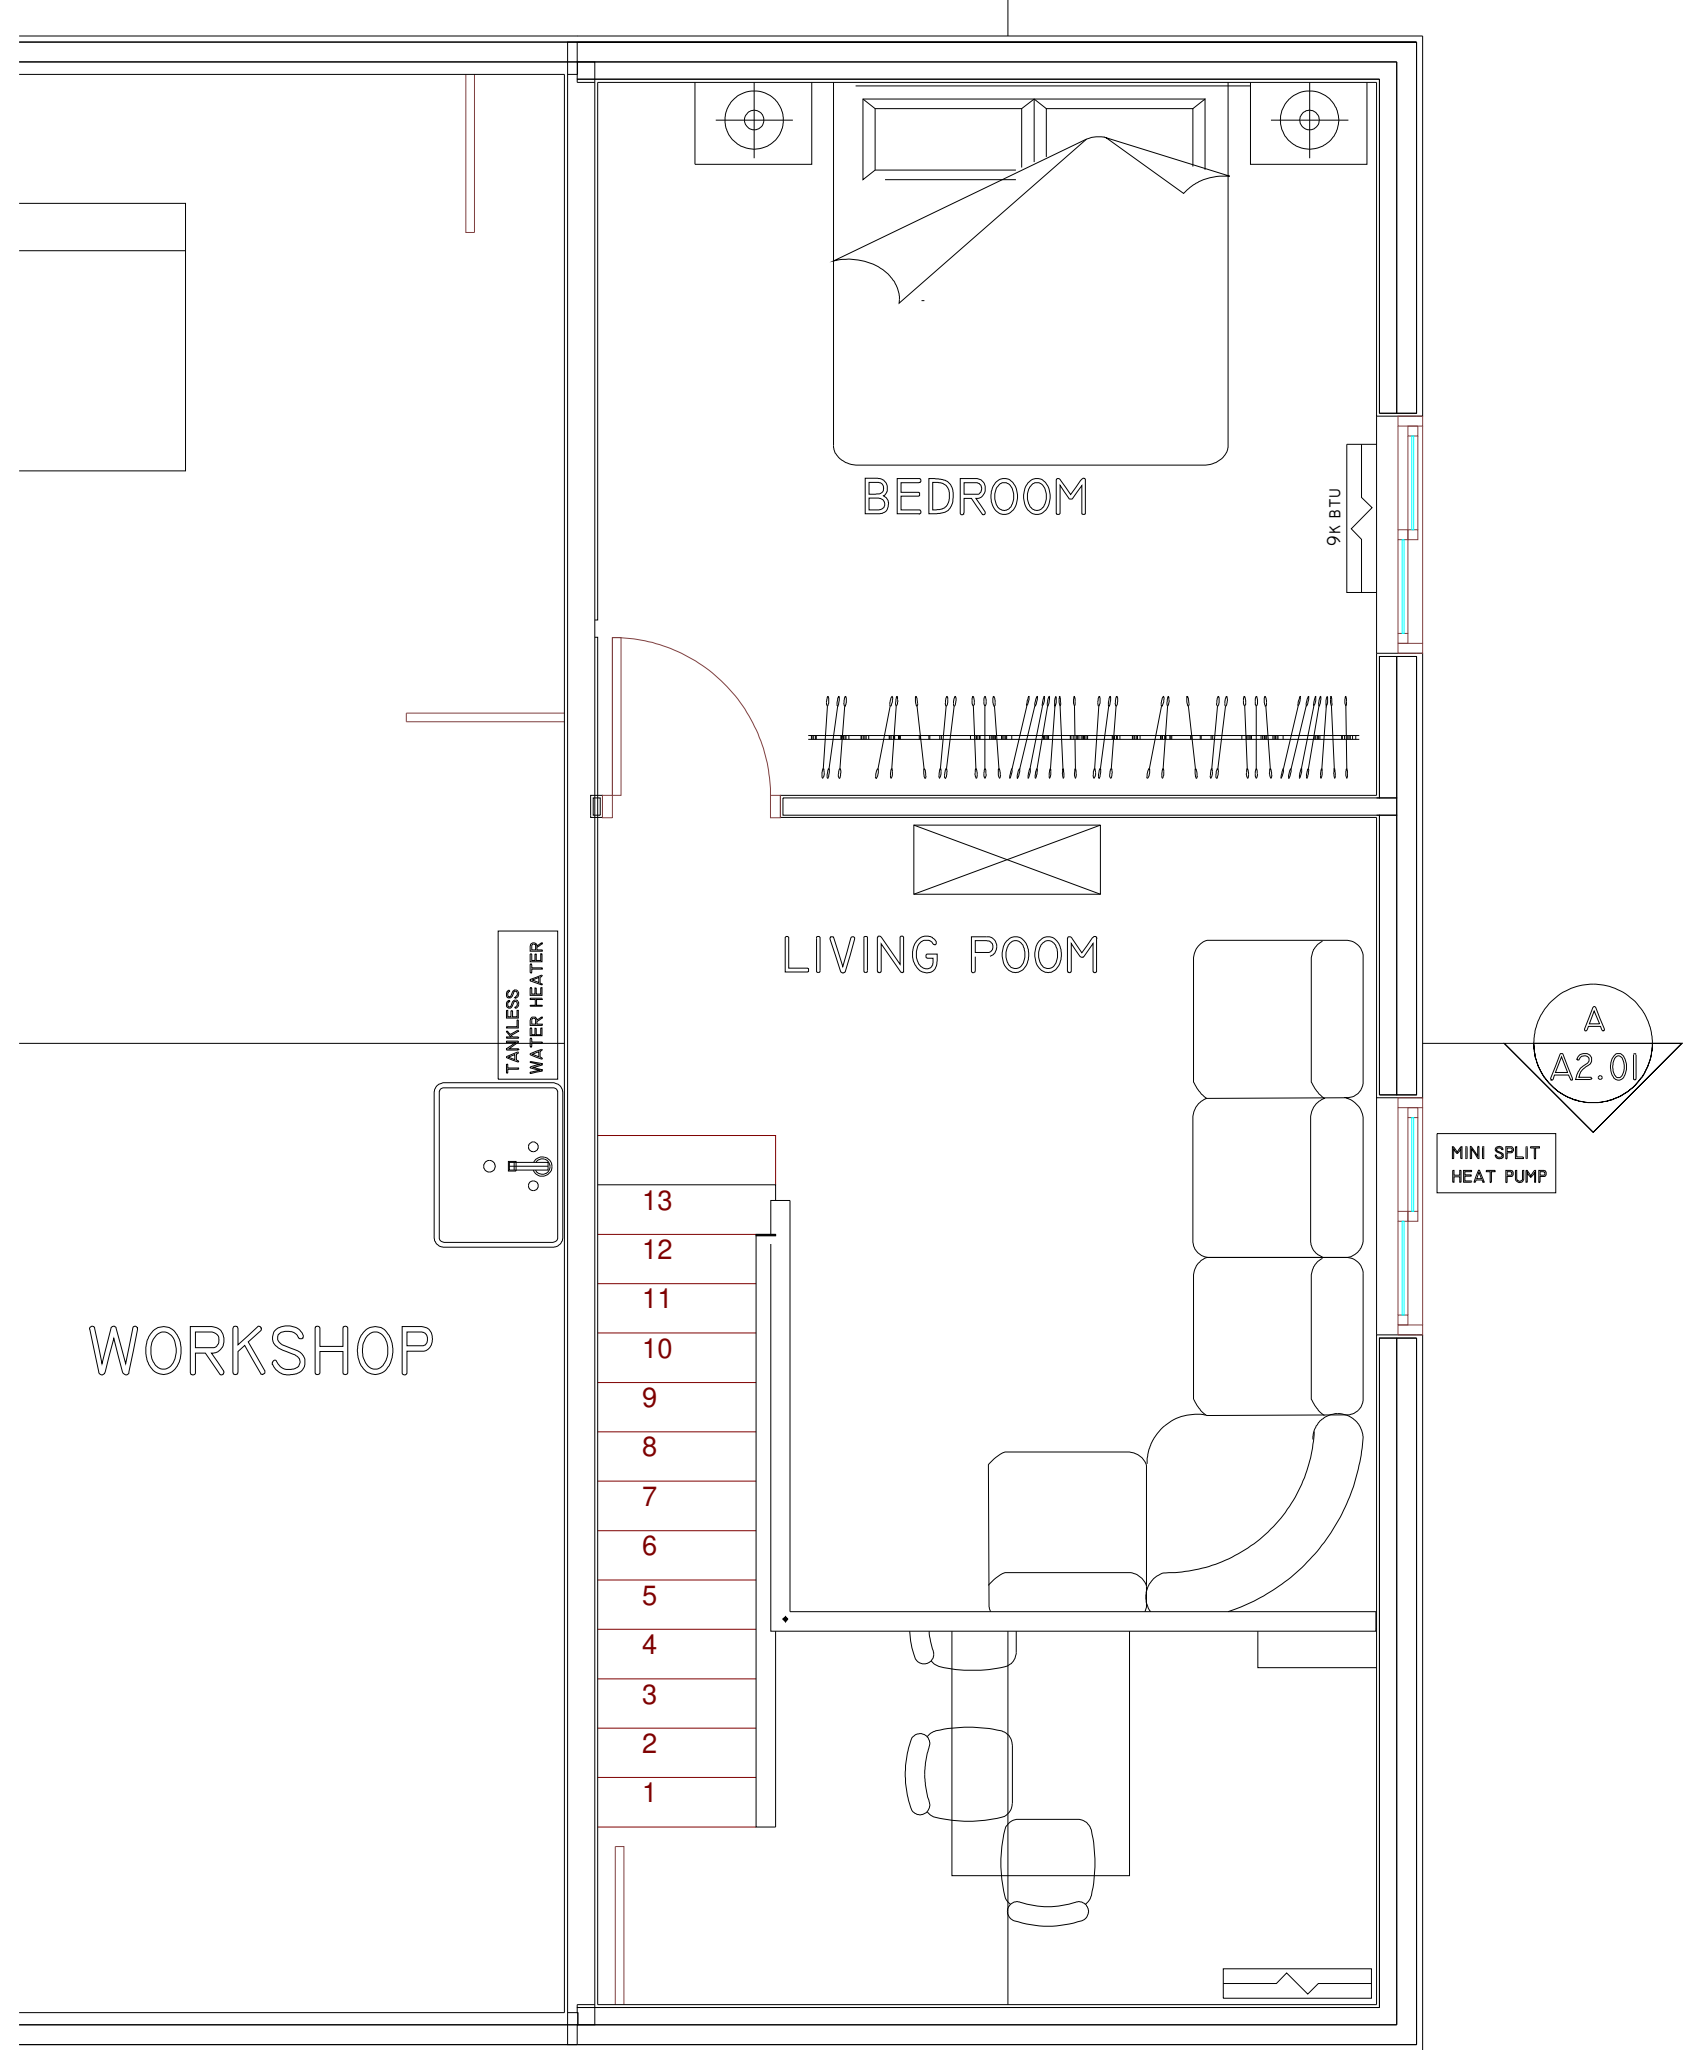 BEDROOM
9K BTU
LIVING POOM
TANKLESS
WATER HEATER
A
A2.01
MINI SPLIT
HEAT PUMP
WORKSHOP
13
12
11
10
9
8
7
6
5
4
3
2
1